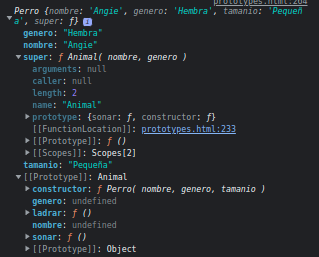 prototypes.html:264
Perro {nombre: 'Angie', genero: 'Hembra', tamanio: 'Pequeñ
a', super: ƒ}
genero: "Hembra"
nombre: "Angie"
super: ƒ Animal( nombre, genero )
arguments: null
caller: null
length: 2
name: "Animal"
prototype: {sonar: ƒ, constructor: ƒ}
[[FunctionLocation]]: prototypes.html:233
[[Prototype]]: ƒ ()
[[Scopes]]: Scopes[2]
tamanio: "Pequeña"
[[Prototype]]: Animal
constructor: ƒ Perro( nombre, genero, tamanio )
genero: undefined
ladrar: ƒ ()
nombre: undefined
sonar: ƒ ()
[[Prototype]]: Object